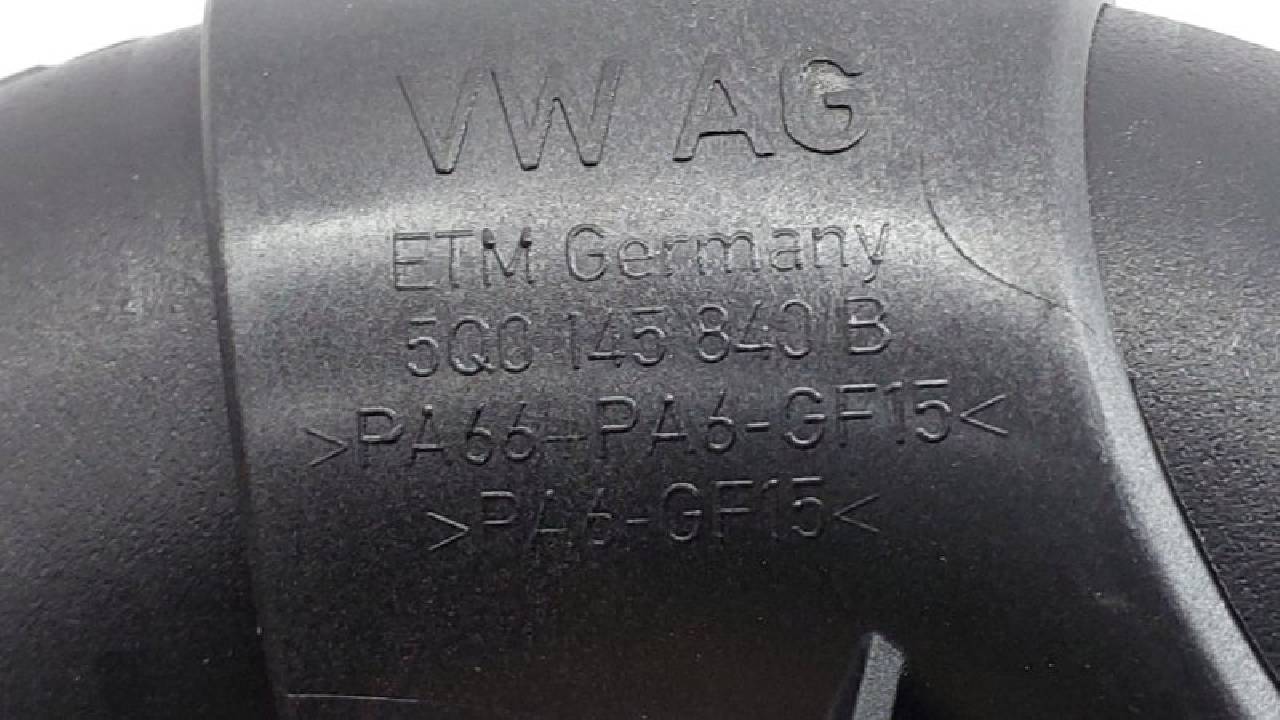 VW AG
ETM Germany
5Q0 145 840 B
>PA66+PA6-GF15<
>PA6-GF15<